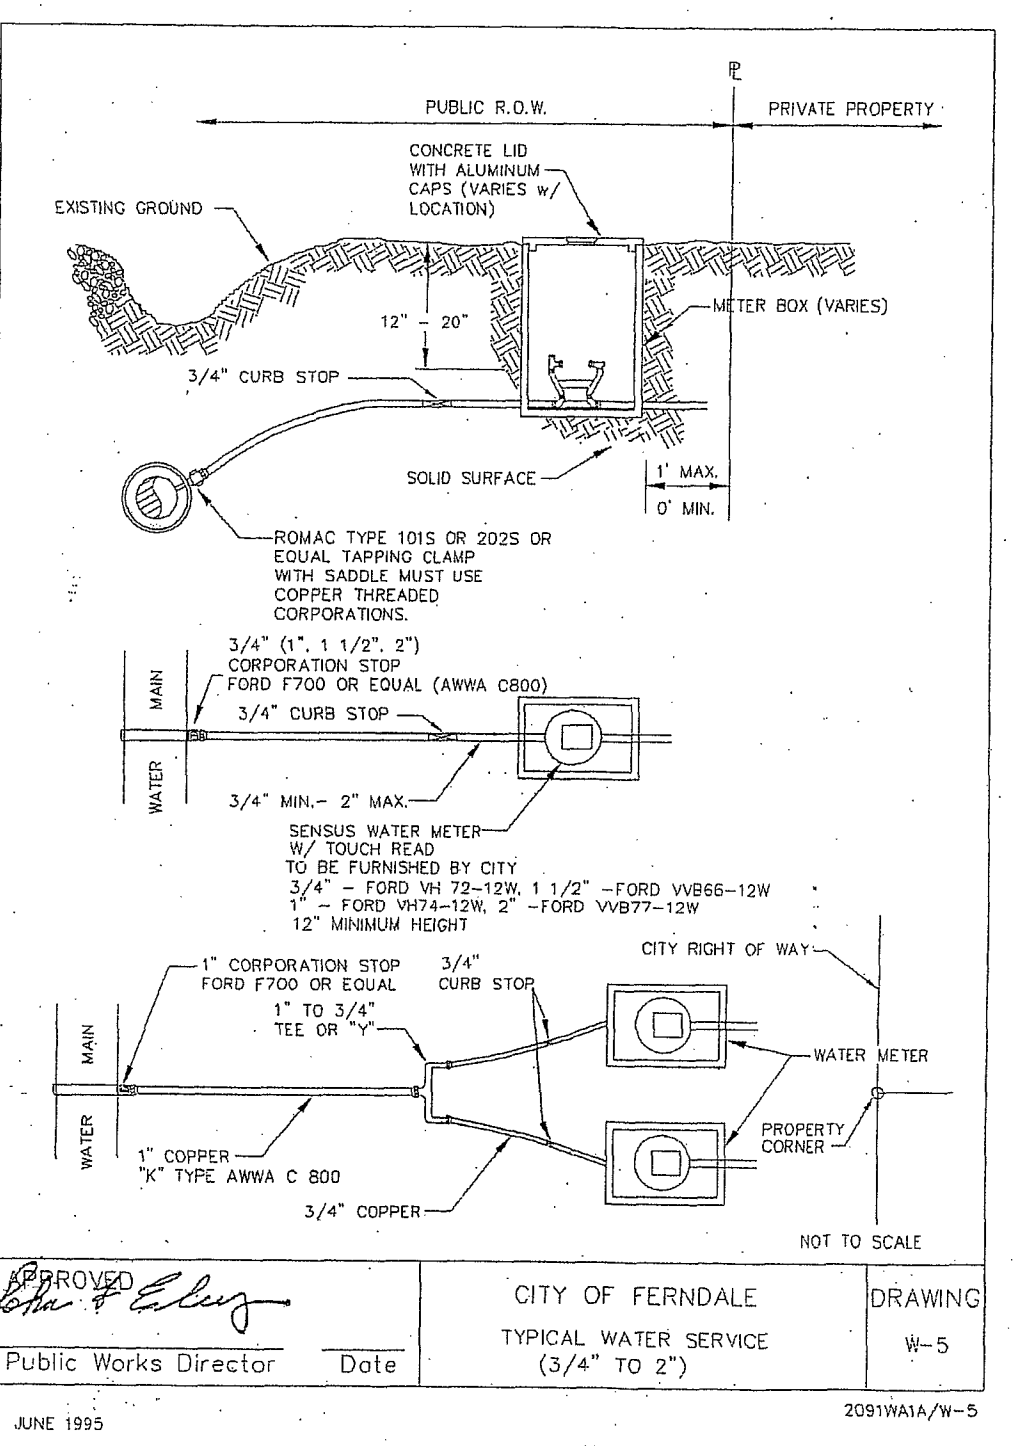 PL
PUBLIC R.O.W.
PRIVATE PROPERTY
CONCRETE LID
WITH ALUMINUM
CAPS (VARIES w/
LOCATION)
EXISTING GROUND
METER BOX (VARIES)
12" - 20"
3/4" CURB STOP
SOLID SURFACE
1' MAX.
0' MIN.
ROMAC TYPE 101S OR 202S OR
EQUAL TAPPING CLAMP
WITH SADDLE MUST USE
COPPER THREADED
CORPORATIONS.
3/4" (1", 1 1/2", 2")
CORPORATION STOP
FORD F700 OR EQUAL (AWWA C800)
3/4" CURB STOP
WATER MAIN
3/4" MIN.- 2" MAX.
SENSUS WATER METER
W/ TOUCH READ
TO BE FURNISHED BY CITY
3/4" - FORD VH 72-12W, 1 1/2" -FORD VVB66-12W
1" - FORD VH74-12W, 2" -FORD VVB77-12W
12" MINIMUM HEIGHT
CITY RIGHT OF WAY
1" CORPORATION STOP
FORD F700 OR EQUAL
3/4"
CURB STOP
1" TO 3/4"
TEE OR "Y"
WATER MAIN
WATER METER
PROPERTY
CORNER
1" COPPER
"K" TYPE AWWA C 800
3/4" COPPER
NOT TO SCALE
APPROVED
Public Works Director
Date
CITY OF FERNDALE
TYPICAL WATER SERVICE
(3/4" TO 2")
DRAWING
W-5
JUNE 1995
2091WA1A/W-5